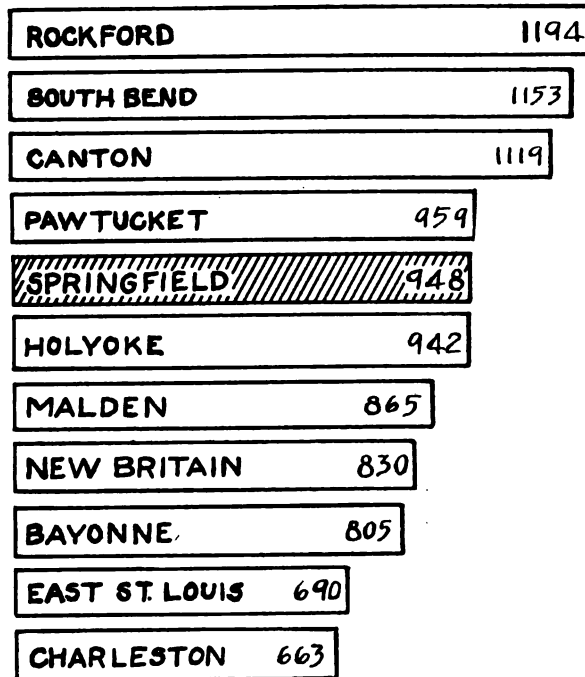 ROCKFORD 1194
SOUTH BEND 1153
CANTON 1119
PAWTUCKET 959
SPRINGFIELD 948
HOLYOKE 942
MALDEN 865
NEW BRITAIN 830
BAYONNE 805
EAST ST. LOUIS 690
CHARLESTON 663